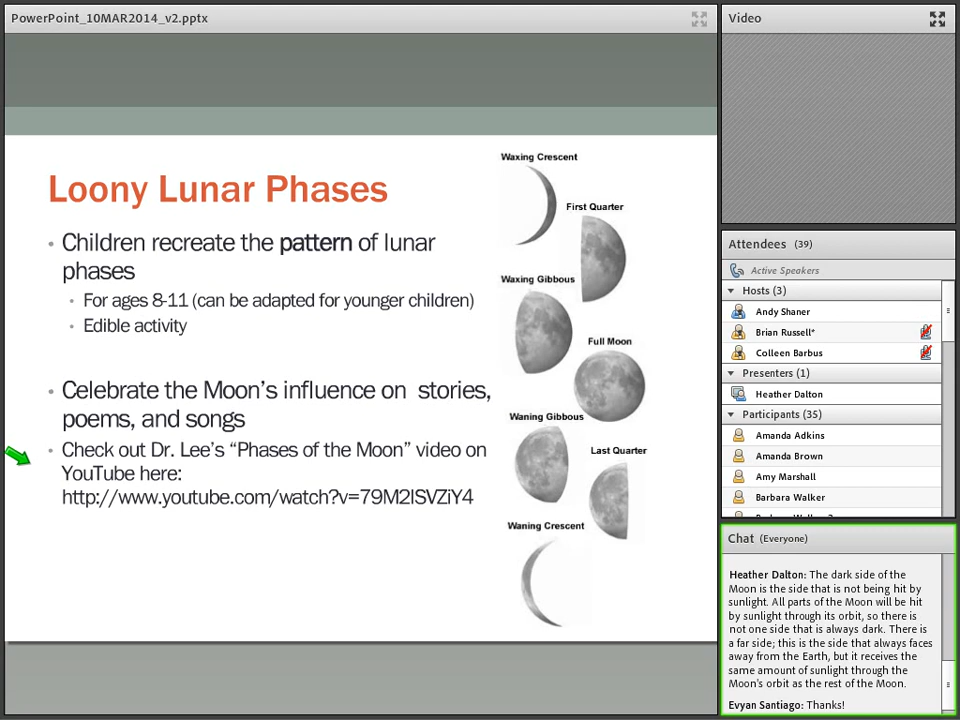 PowerPoint_10MAR2014_v2.pptx
Loony Lunar Phases
• Children recreate the pattern of lunar
phases
• For ages 8-11 (can be adapted for younger children)
• Edible activity
• Celebrate the Moon's influence on stories,
poems, and songs
• Check out Dr. Lee's “Phases of the Moon” video on
YouTube here:
http://www.youtube.com/watch?v=79M2ISVZiY4
Waxing Crescent
First Quarter
Waxing Gibbous
Full Moon
Waning Gibbous
Last Quarter
Waning Crescent
Video
Attendees (39)
Active Speakers
Hosts (3)
Andy Shaner
Brian Russell*
Colleen Barbus
Presenters (1)
Heather Dalton
Participants (35)
Amanda Adkins
Amanda Brown
Amy Marshall
Barbara Walker
Chat (Everyone)
Heather Dalton: The dark side of the
Moon is the side that is not being hit by
sunlight. All parts of the Moon will be hit
by sunlight through its orbit, so there is
not one side that is always dark. There is
a far side; this is the side that always faces
away from the Earth, but it receives the
same amount of sunlight through the
Moon's orbit as the rest of the Moon.
Evyan Santiago: Thanks!